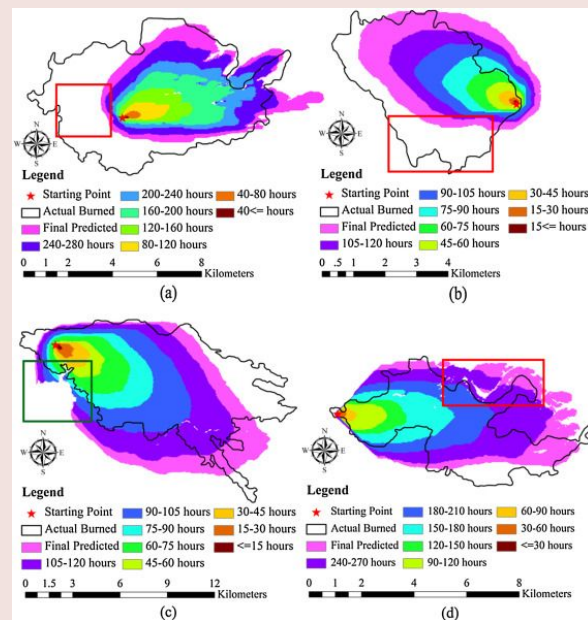 N
W E
S
Legend
Starting Point 200-240 hours 40-80 hours
Actual Burned 160-200 hours 40<= hours
Final Predicted 120-160 hours
240-280 hours 80-120 hours
0 1 2 4 6 8
Kilometers
(a)
N
W E
S
Legend
Starting Point 90-105 hours 30-45 hours
Actual Burned 75-90 hours 15-30 hours
Final Predicted 60-75 hours 15<= hours
105-120 hours 45-60 hours
0 .5 1 2 3 4
Kilometers
(b)
N
W E
S
Legend
Starting Point 90-105 hours 30-45 hours
Actual Burned 75-90 hours 15-30 hours
Final Predicted 60-75 hours <=15 hours
105-120 hours 45-60 hours
0 1.5 3 6 9 12
Kilometers
(c)
N
W E
S
Legend
Starting Point 180-210 hours 60-90 hours
Actual Burned 150-180 hours 30-60 hours
Final Predicted 120-150 hours <=30 hours
240-270 hours 90-120 hours
0 1 2 4 6 8
Kilometers
(d)